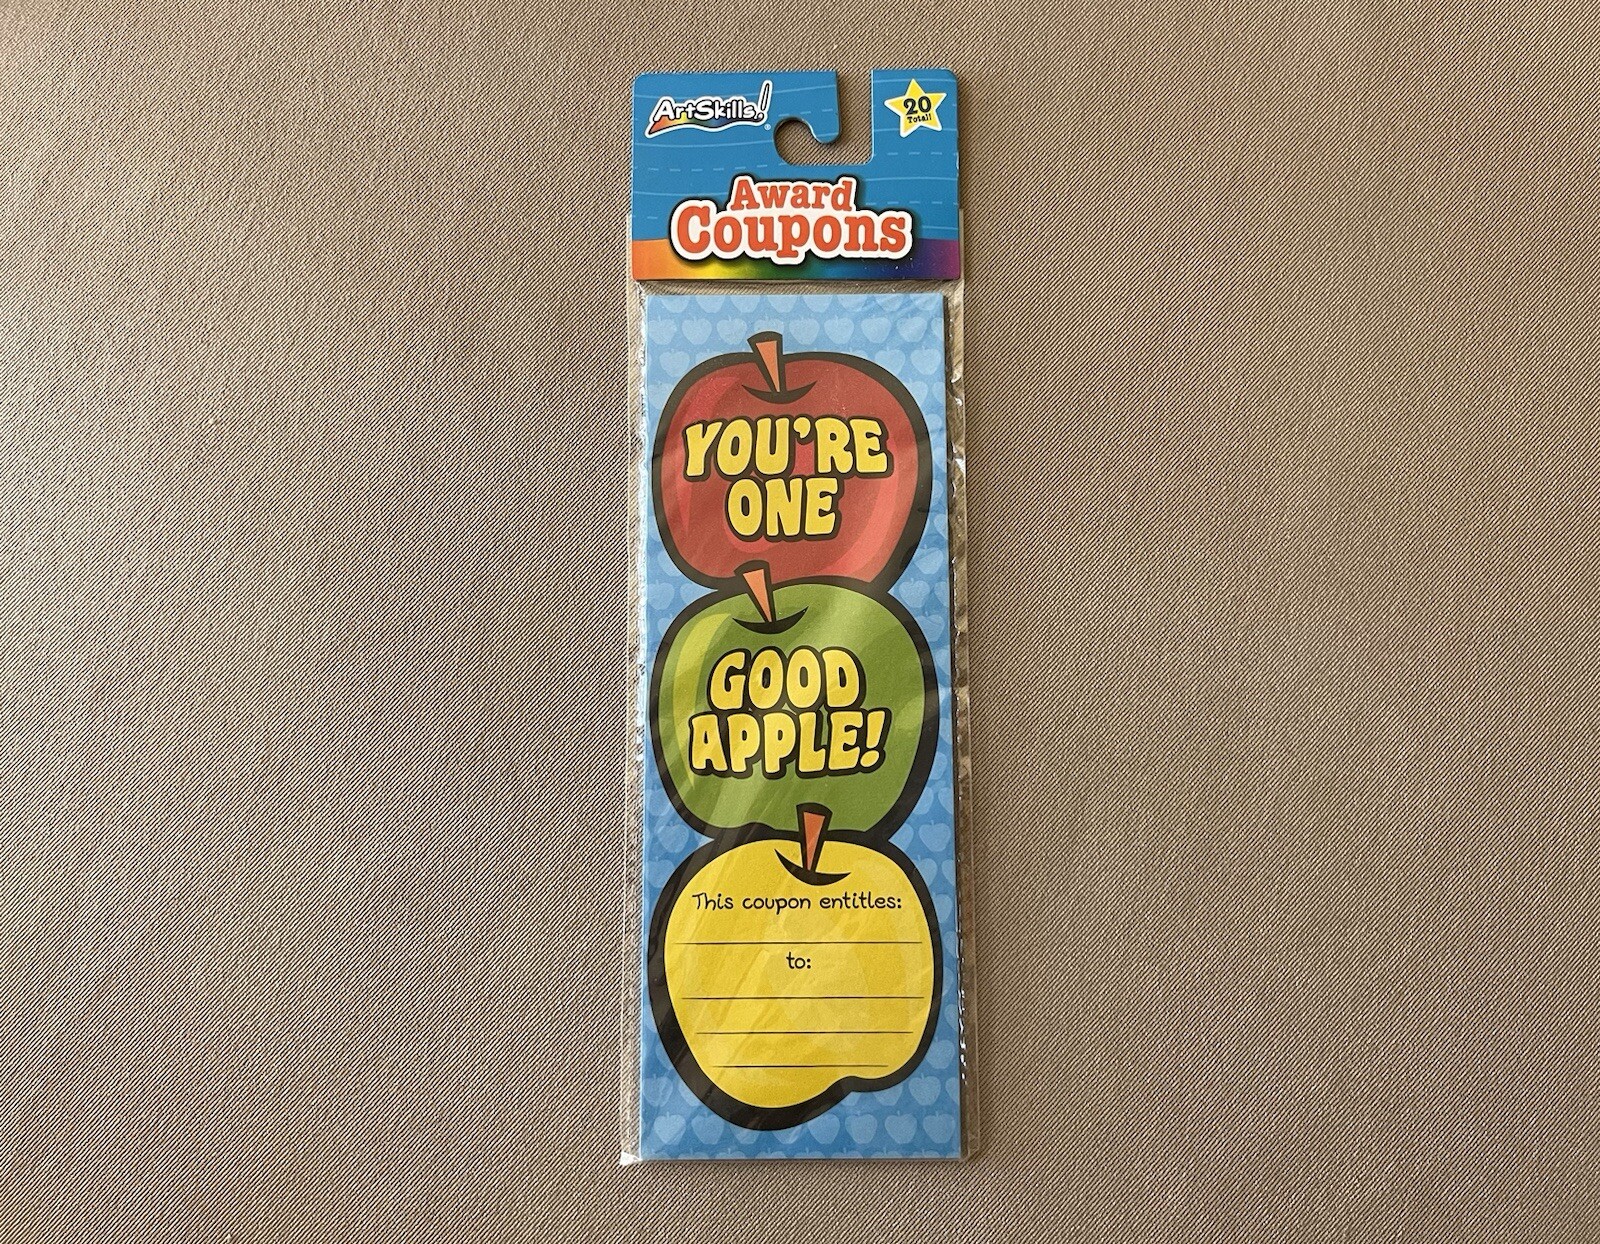 ArtSkills!
20
Total!
Award
Coupons
YOU'RE
ONE
GOOD
APPLE!
This coupon entitles:
to: